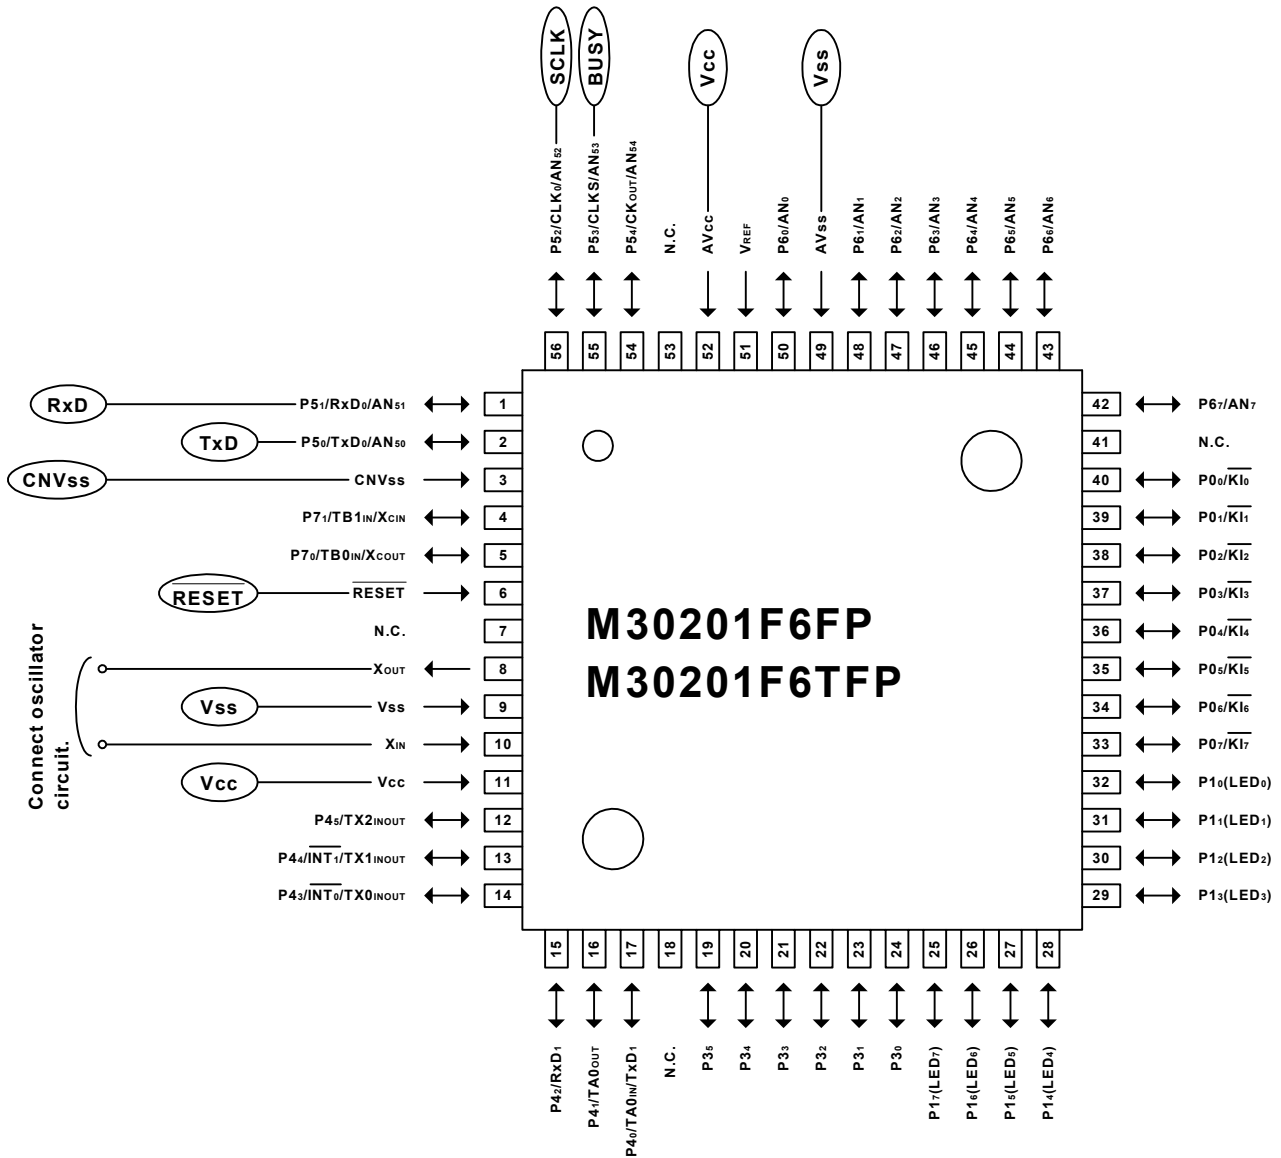 SCLK
BUSY
Vcc
Vss
P52/CLK0/AN52
P53/CLKS/AN53
P54/CKOUT/AN54
N.C.
AVcc
VREF
P60/AN0
AVss
P61/AN1
P62/AN2
P63/AN3
P64/AN4
P65/AN5
P66/AN6
56 55 54 53 52 51 50 49 48 47 46 45 44 43
RxD P51/RxD0/AN51 1
TxD P50/TxD0/AN50 2
CNVss CNVss 3
P71/TB1IN/XCIN 4
P70/TB0IN/XCOUT 5
RESET RESET 6
N.C. 7
XOUT 8
Vss Vss 9
XIN 10
Vcc Vcc 11
P45/TX2INOUT 12
P44/INT1/TX1INOUT 13
P43/INT0/TX0INOUT 14
Connect oscillator
circuit.
M30201F6FP
M30201F6TFP
42 P67/AN7
41 N.C.
40 P00/KI0
39 P01/KI1
38 P02/KI2
37 P03/KI3
36 P04/KI4
35 P05/KI5
34 P06/KI6
33 P07/KI7
32 P10(LED0)
31 P11(LED1)
30 P12(LED2)
29 P13(LED3)
15 16 17 18 19 20 21 22 23 24 25 26 27 28
P42/RxD1
P41/TA0OUT
P40/TA0IN/TxD1
N.C.
P35
P34
P33
P32
P31
P30
P17(LED7)
P16(LED6)
P15(LED5)
P14(LED4)